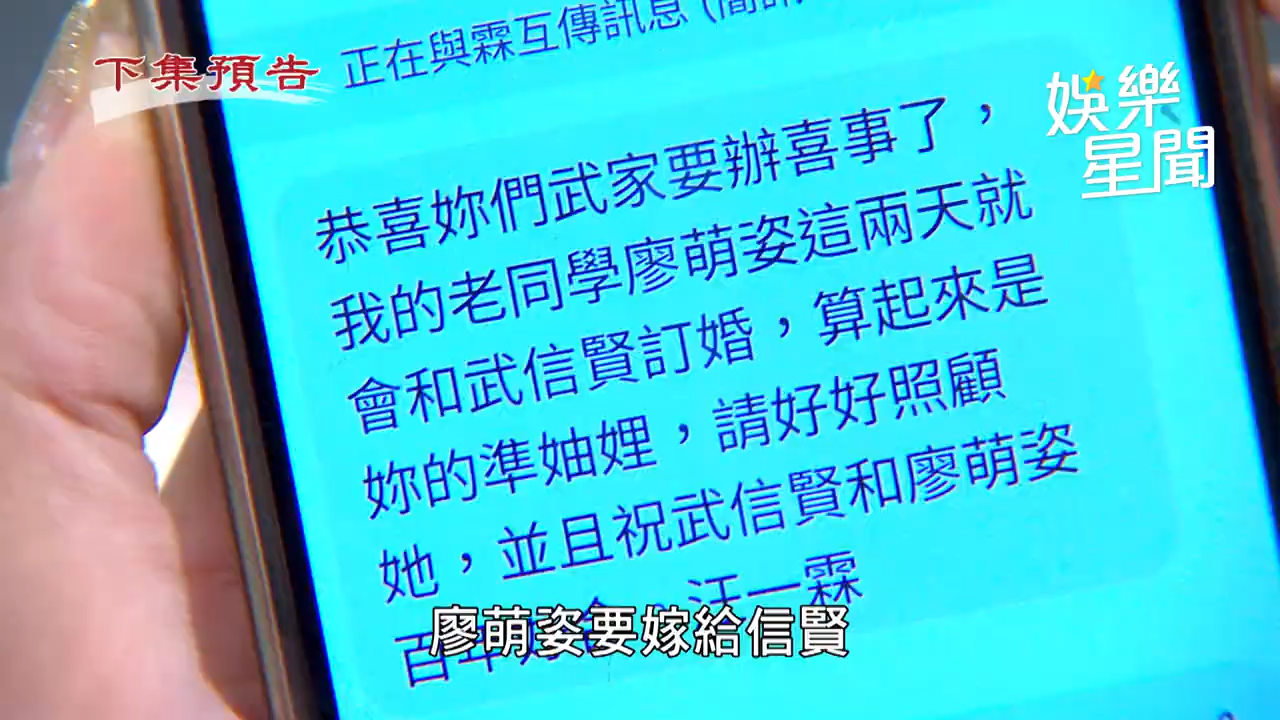 下集預告
正在與霖互傳訊息
娛樂
星聞
恭喜妳們武家要辦喜事了，
我的老同學廖萌姿這兩天就
會和武信賢訂婚，算起來是
妳的準妯娌，請好好照顧
她，並且祝武信賢和廖萌姿
百年好合。汪一霖
廖萌姿要嫁給信賢